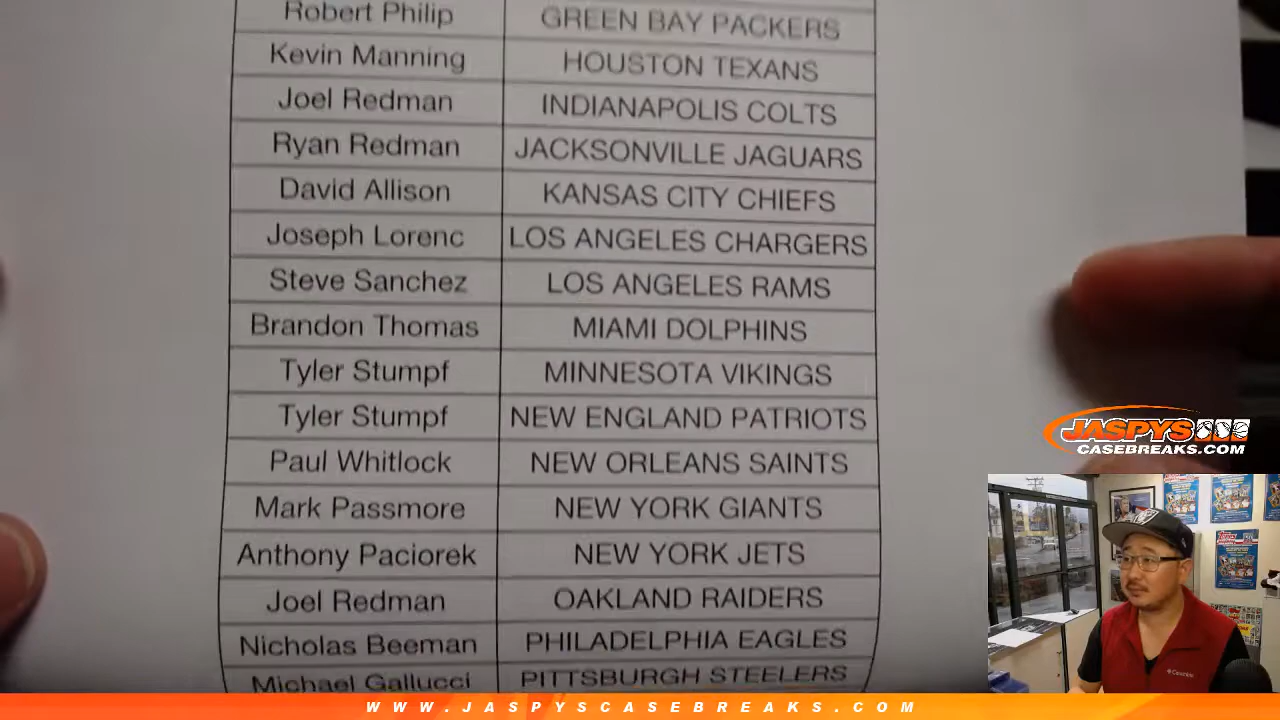 Robert Philip GREEN BAY PACKERS
Kevin Manning HOUSTON TEXANS
Joel Redman INDIANAPOLIS COLTS
Ryan Redman JACKSONVILLE JAGUARS
David Allison KANSAS CITY CHIEFS
Joseph Lorenc LOS ANGELES CHARGERS
Steve Sanchez LOS ANGELES RAMS
Brandon Thomas MIAMI DOLPHINS
Tyler Stumpf MINNESOTA VIKINGS
Tyler Stumpf NEW ENGLAND PATRIOTS
Paul Whitlock NEW ORLEANS SAINTS
Mark Passmore NEW YORK GIANTS
Anthony Paciorek NEW YORK JETS
Joel Redman OAKLAND RAIDERS
Nicholas Beeman PHILADELPHIA EAGLES
Michael Gallucci PITTSBURGH STEELERS
JASPYS
CASEBREAKS.COM
Columbia
WWW.JASPYSCASEBREAKS.COM